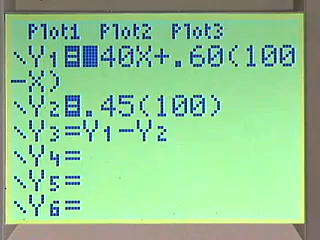 Plot1 Plot2 Plot3
\Y1=40X+.60(100
-X)
\Y2=.45(100)
\Y3=Y1-Y2
\Y4=
\Y5=
\Y6=